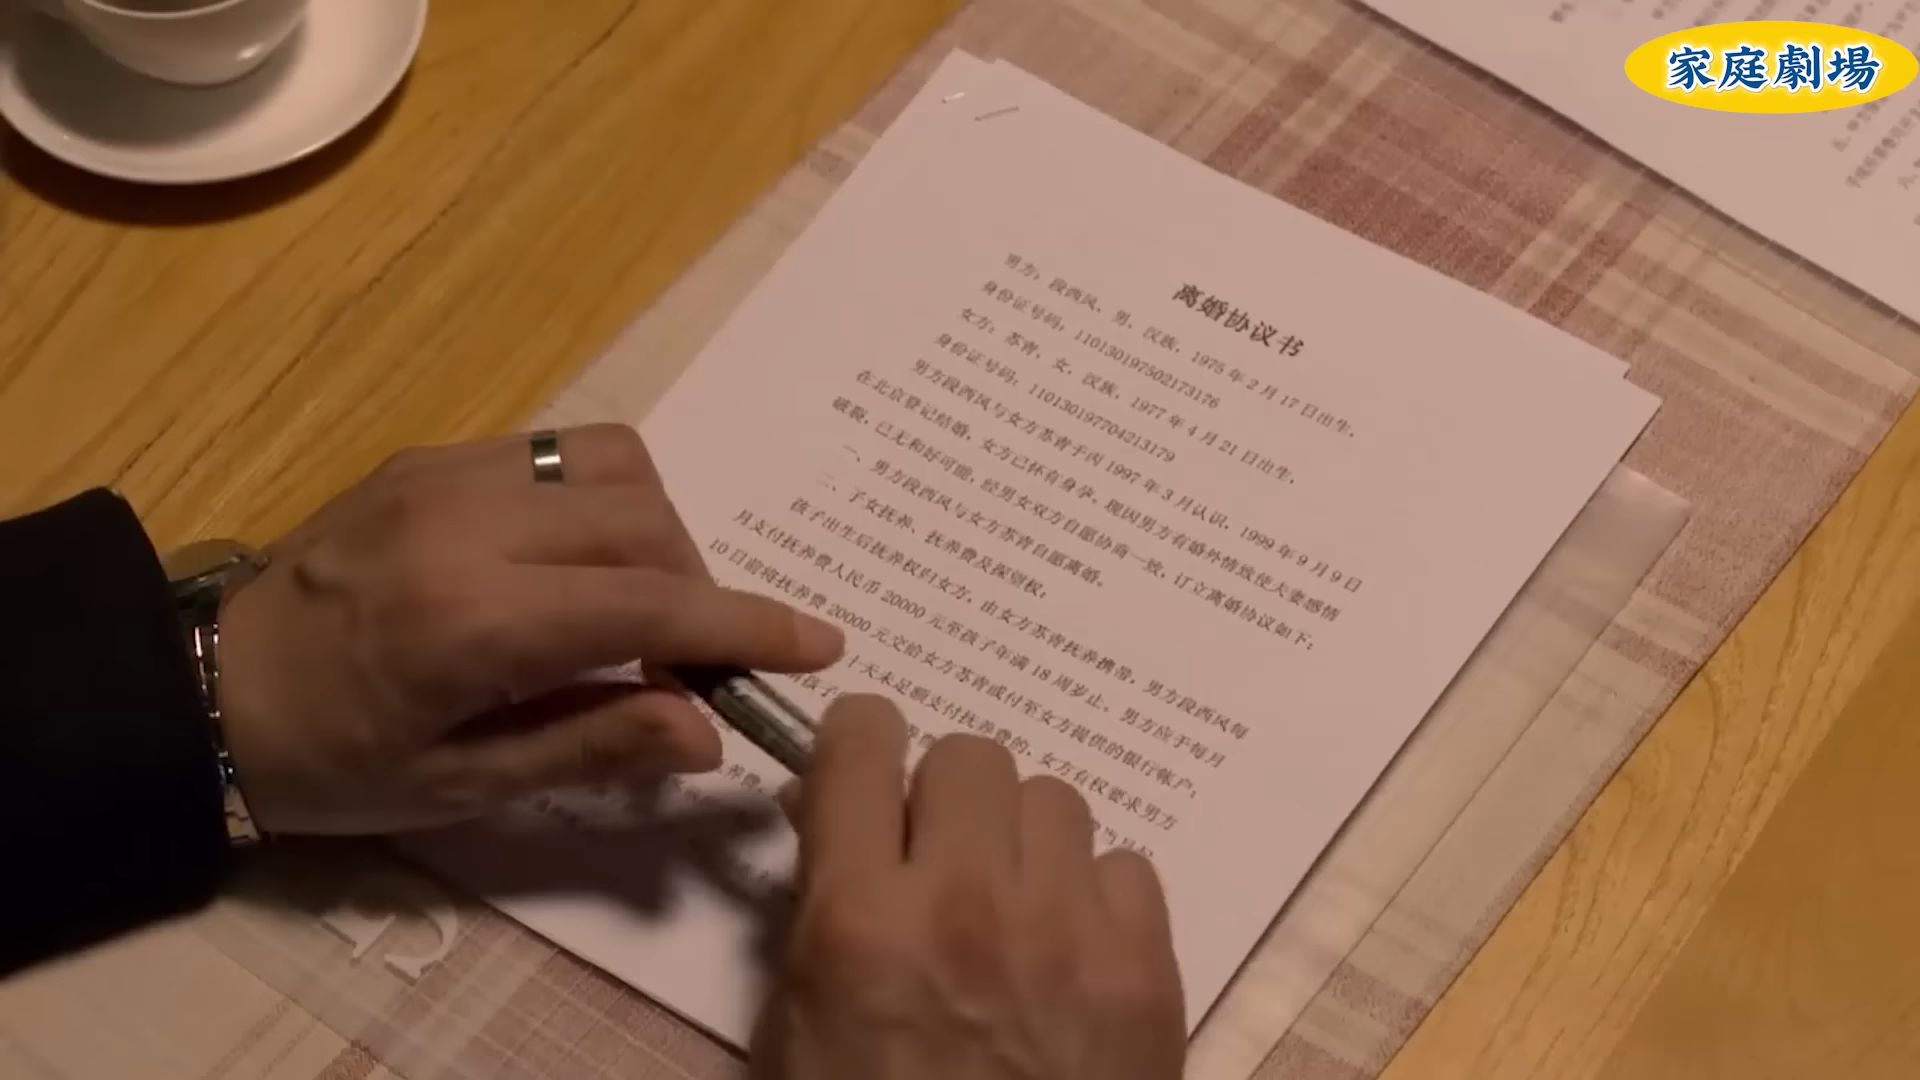 家庭劇場
离婚协议书
男方：段西风，男，汉族，1975年2月17日出生，
身份证号码：110130197502173176
女方：苏青，女，汉族，1977年4月21日出生，
身份证号码：110130197704213179
男方段西风与女方苏青于丙1997年3月认识，1999年9月9日
在北京登记结婚，女方已怀有身孕，现因男方有婚外情致使夫妻感情
破裂，已无和好可能，经男女双方自愿协商一致，订立离婚协议如下：
一、男方段西风与女方苏青自愿离婚。
二、子女抚养、抚养费及探望权：
孩子出生后抚养权归女方，由女方苏青抚养携带，男方段西风每
月支付抚养费人民币20000元至孩子年满18周岁止，男方应于每月
10日前将抚养费20000元交给女方苏青或付至女方提供的银行帐户；
十天未足额支付抚养费的，女方有权要求男方